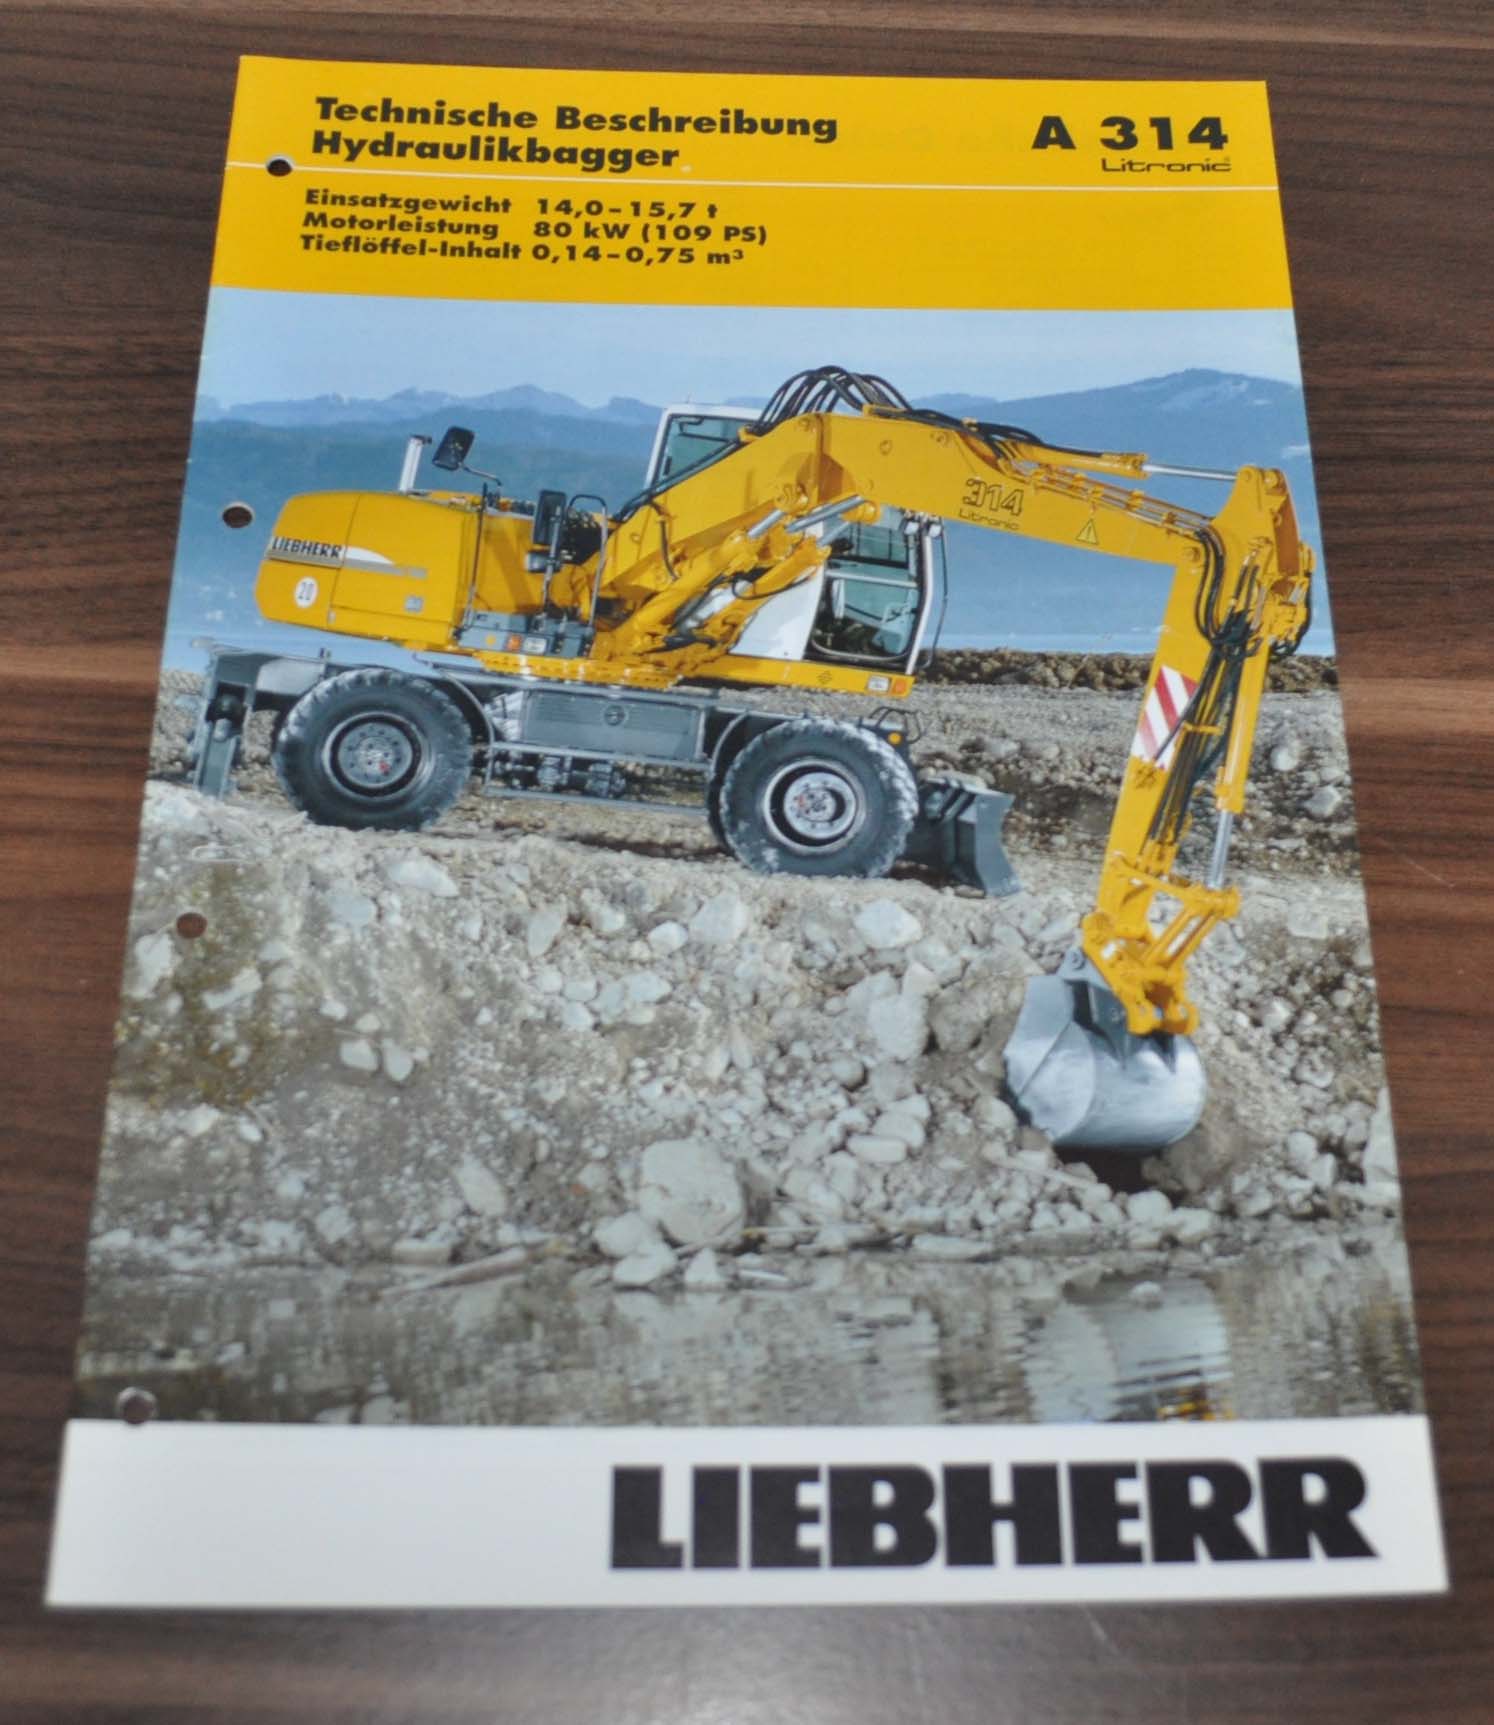 Technische Beschreibung
Hydraulikbagger
A 314
Litronic®
Einsatzgewicht 14,0–15,7 t
Motorleistung 80 kW (109 PS)
Tieflöffel-Inhalt 0,14–0,75 m³
314
Litronic
LIEBHERR
20
LIEBHERR